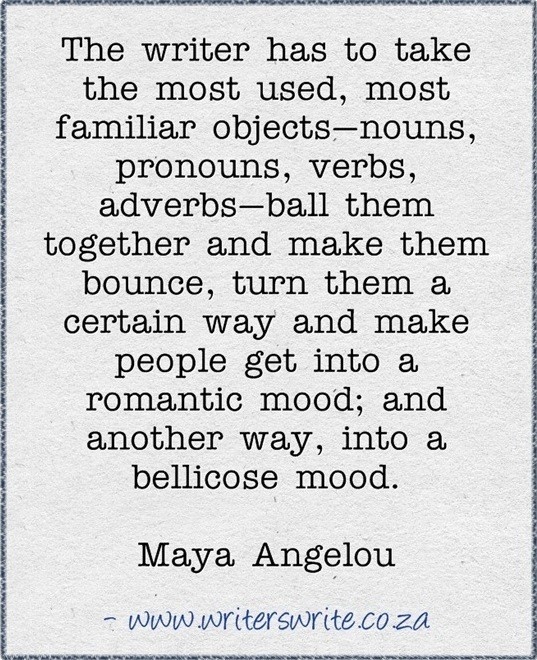 The writer has to take
the most used, most
familiar objects—nouns,
pronouns, verbs,
adverbs—ball them
together and make them
bounce, turn them a
certain way and make
people get into a
romantic mood; and
another way, into a
bellicose mood.
Maya Angelou
- www.writerswrite.co.za